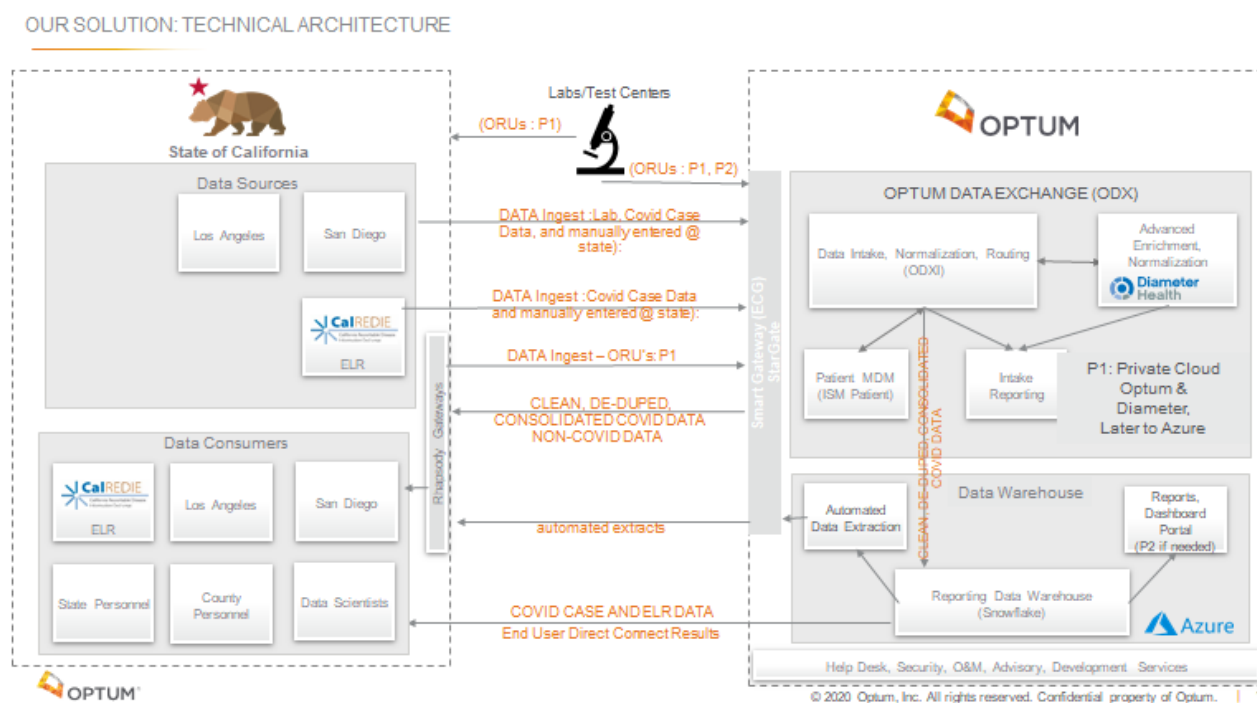 OUR SOLUTION: TECHNICAL ARCHITECTURE
State of California
Data Sources
Los Angeles
San Diego
CalREDIE
ELR
Data Consumers
CalREDIE
ELR
Los Angeles
San Diego
State Personnel
County
Personnel
Data Scientists
Rhapsody Gateways
Labs/Test Centers
(ORUs : P1)
(ORUs : P1, P2)
DATA Ingest :Lab, Covid Case
Data, and manually entered @
state):
DATA Ingest :Covid Case Data
and manually entered @ state):
DATA Ingest – ORU's: P1
CLEAN, DE-DUPED,
CONSOLIDATED COVID DATA
NON-COVID DATA
automated extracts
COVID CASE AND ELR DATA
End User Direct Connect Results
Smart Gateway (ECG)
StarGate
OPTUM
OPTUM DATA EXCHANGE (ODX)
Data Intake, Normalization, Routing
(ODXI)
Advanced
Enrichment,
Normalization
Diameter
Health
Patient MDM
(ISM Patient)
Intake
Reporting
P1: Private Cloud
Optum &
Diameter,
Later to Azure
CLEAN, DE-DUPED, CONSOLIDATED
COVID DATA
Data Warehouse
Automated
Data Extraction
Reports,
Dashboard
Portal
(P2 if needed)
Reporting Data Warehouse
(Snowflake)
Azure
Help Desk, Security, O&M, Advisory, Development Services
OPTUM®
© 2020 Optum, Inc. All rights reserved. Confidential property of Optum. |